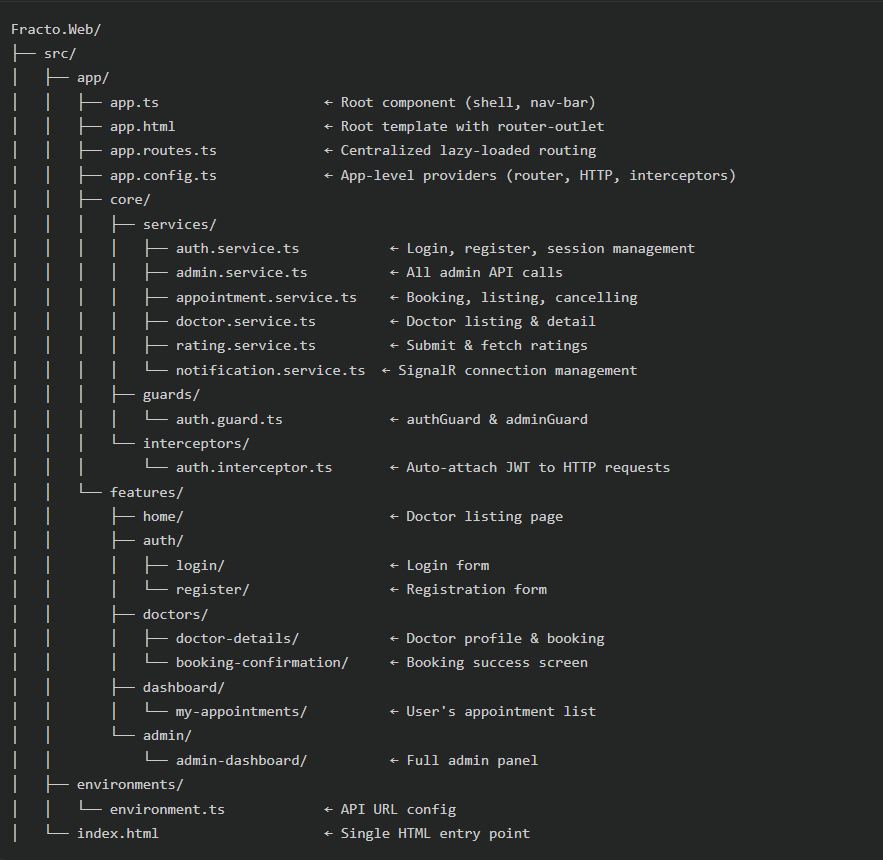 Fracto.Web/
├── src/
│   ├── app/
│   │   ├── app.ts                    ← Root component (shell, nav-bar)
│   │   ├── app.html                  ← Root template with router-outlet
│   │   ├── app.routes.ts             ← Centralized lazy-loaded routing
│   │   ├── app.config.ts             ← App-level providers (router, HTTP, interceptors)
│   │   ├── core/
│   │   │   ├── services/
│   │   │   │   ├── auth.service.ts           ← Login, register, session management
│   │   │   │   ├── admin.service.ts          ← All admin API calls
│   │   │   │   ├── appointment.service.ts    ← Booking, listing, cancelling
│   │   │   │   ├── doctor.service.ts         ← Doctor listing & detail
│   │   │   │   ├── rating.service.ts         ← Submit & fetch ratings
│   │   │   │   └── notification.service.ts  ← SignalR connection management
│   │   │   ├── guards/
│   │   │   │   └── auth.guard.ts             ← authGuard & adminGuard
│   │   │   └── interceptors/
│   │   │       └── auth.interceptor.ts       ← Auto-attach JWT to HTTP requests
│   │   └── features/
│   │       ├── home/                         ← Doctor listing page
│   │       ├── auth/
│   │       │   ├── login/                    ← Login form
│   │       │   └── register/                 ← Registration form
│   │       ├── doctors/
│   │       │   ├── doctor-details/           ← Doctor profile & booking
│   │       │   └── booking-confirmation/     ← Booking success screen
│   │       ├── dashboard/
│   │       │   └── my-appointments/          ← User's appointment list
│   │       └── admin/
│   │           └── admin-dashboard/          ← Full admin panel
│   ├── environments/
│   │   └── environment.ts            ← API URL config
│   └── index.html                    ← Single HTML entry point